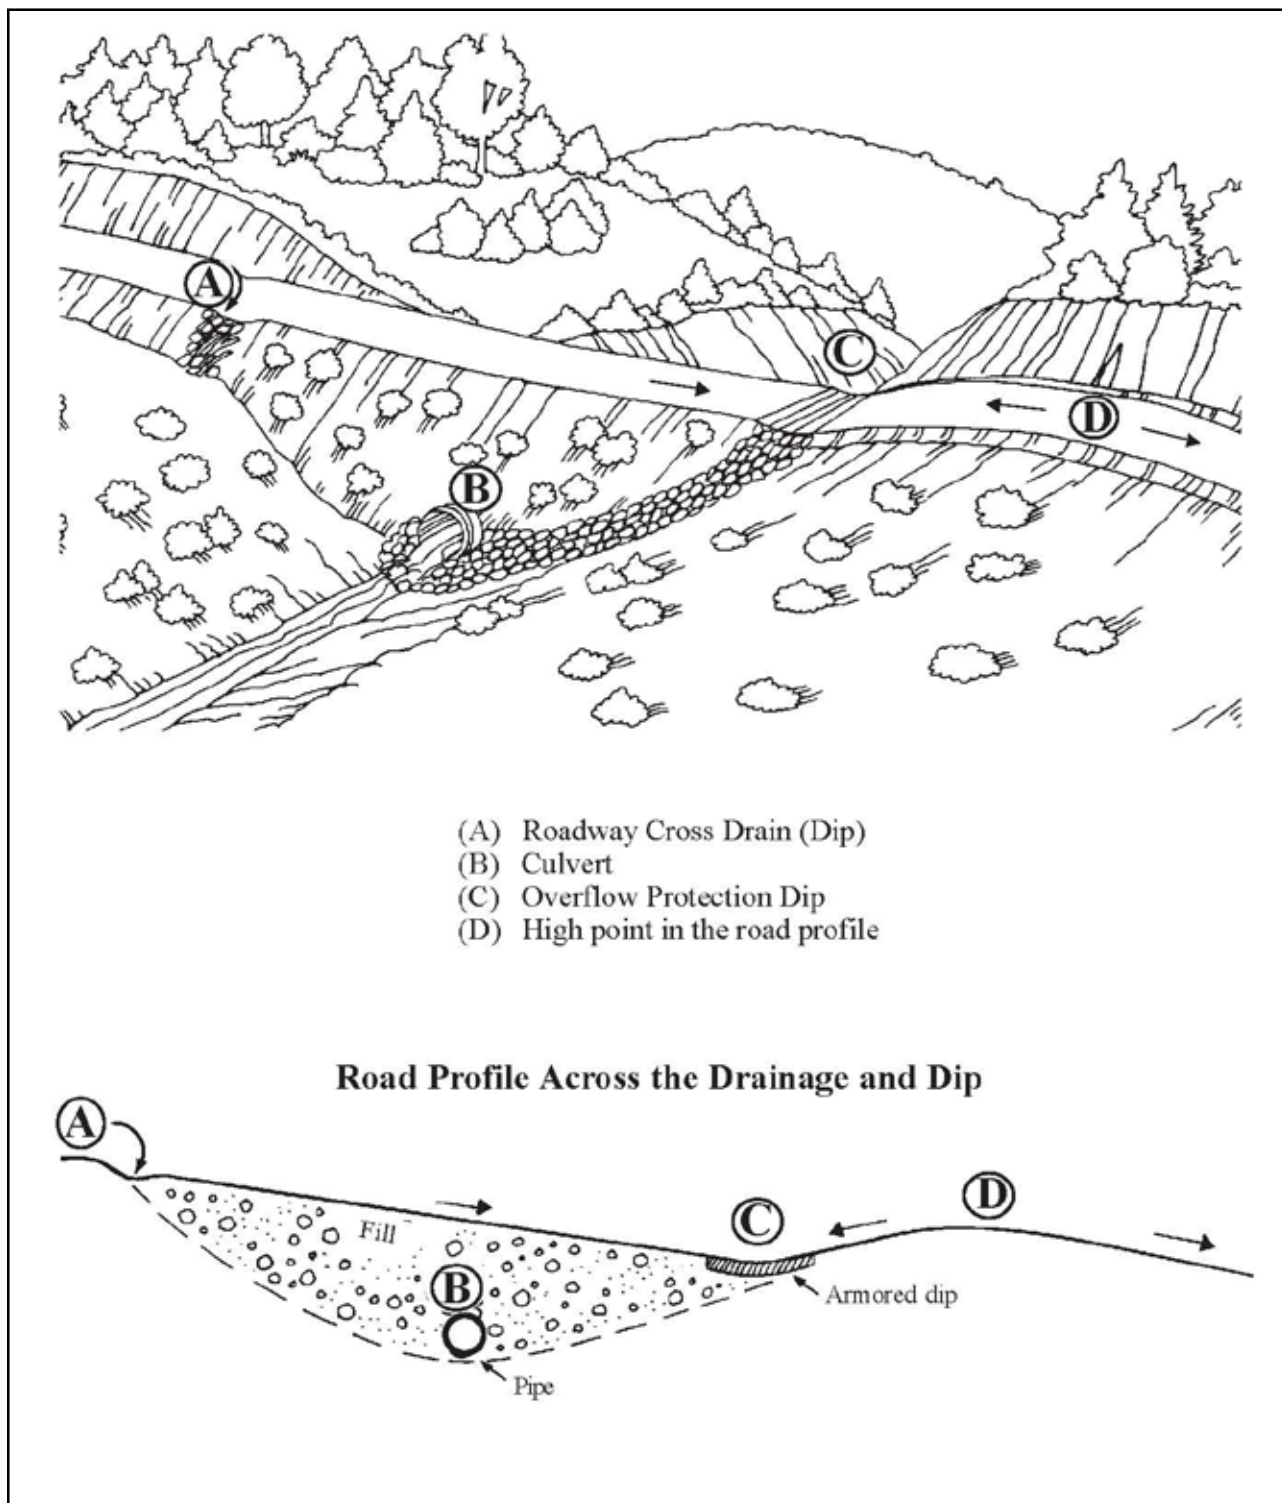 A
C
D
B
(A) Roadway Cross Drain (Dip)
(B) Culvert
(C) Overflow Protection Dip
(D) High point in the road profile
Road Profile Across the Drainage and Dip
A
D
C
Fill
B
Armored dip
Pipe